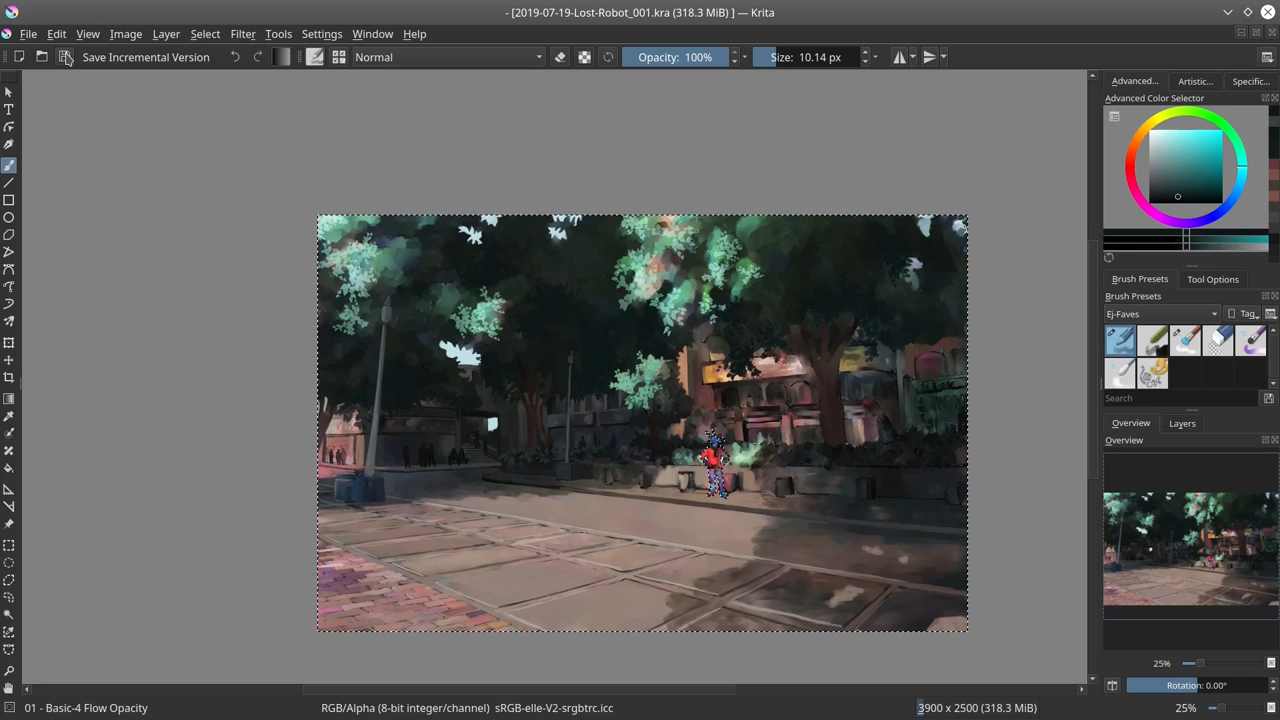 - [2019-07-19-Lost-Robot_001.kra (318.3 MiB) ] — Krita
File Edit View Image Layer Select Filter Tools Settings Window Help
Save Incremental Version
Normal
Opacity: 100%
Size: 10.14 px
Advanced... Artistic... Specific...
Advanced Color Selector
Brush Presets Tool Options
Brush Presets
Ej-Faves
Tag
Search
Overview Layers
Overview
25%
Rotation: 0.00°
01 - Basic-4 Flow Opacity
RGB/Alpha (8-bit integer/channel) sRGB-elle-V2-srgbtrc.icc
3900 x 2500 (318.3 MiB)
25%